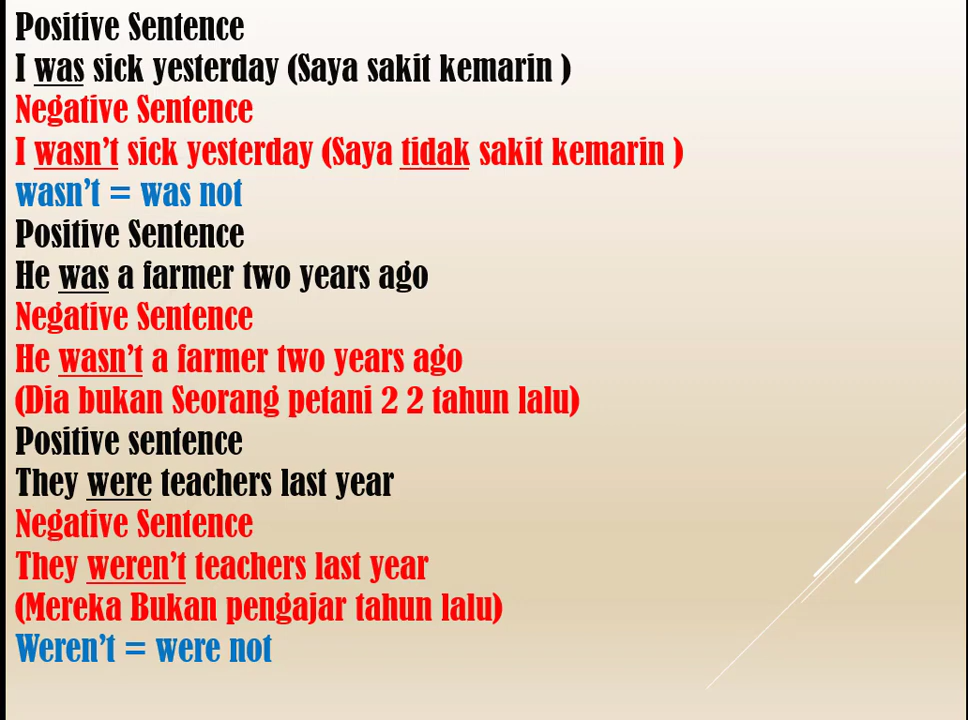 Positive Sentence
I was sick yesterday (Saya sakit kemarin )
Negative Sentence
I wasn't sick yesterday (Saya tidak sakit kemarin )
wasn't = was not
Positive Sentence
He was a farmer two years ago
Negative Sentence
He wasn't a farmer two years ago
(Dia bukan Seorang petani 2 2 tahun lalu)
Positive sentence
They were teachers last year
Negative Sentence
They weren't teachers last year
(Mereka Bukan pengajar tahun lalu)
Weren't = were not